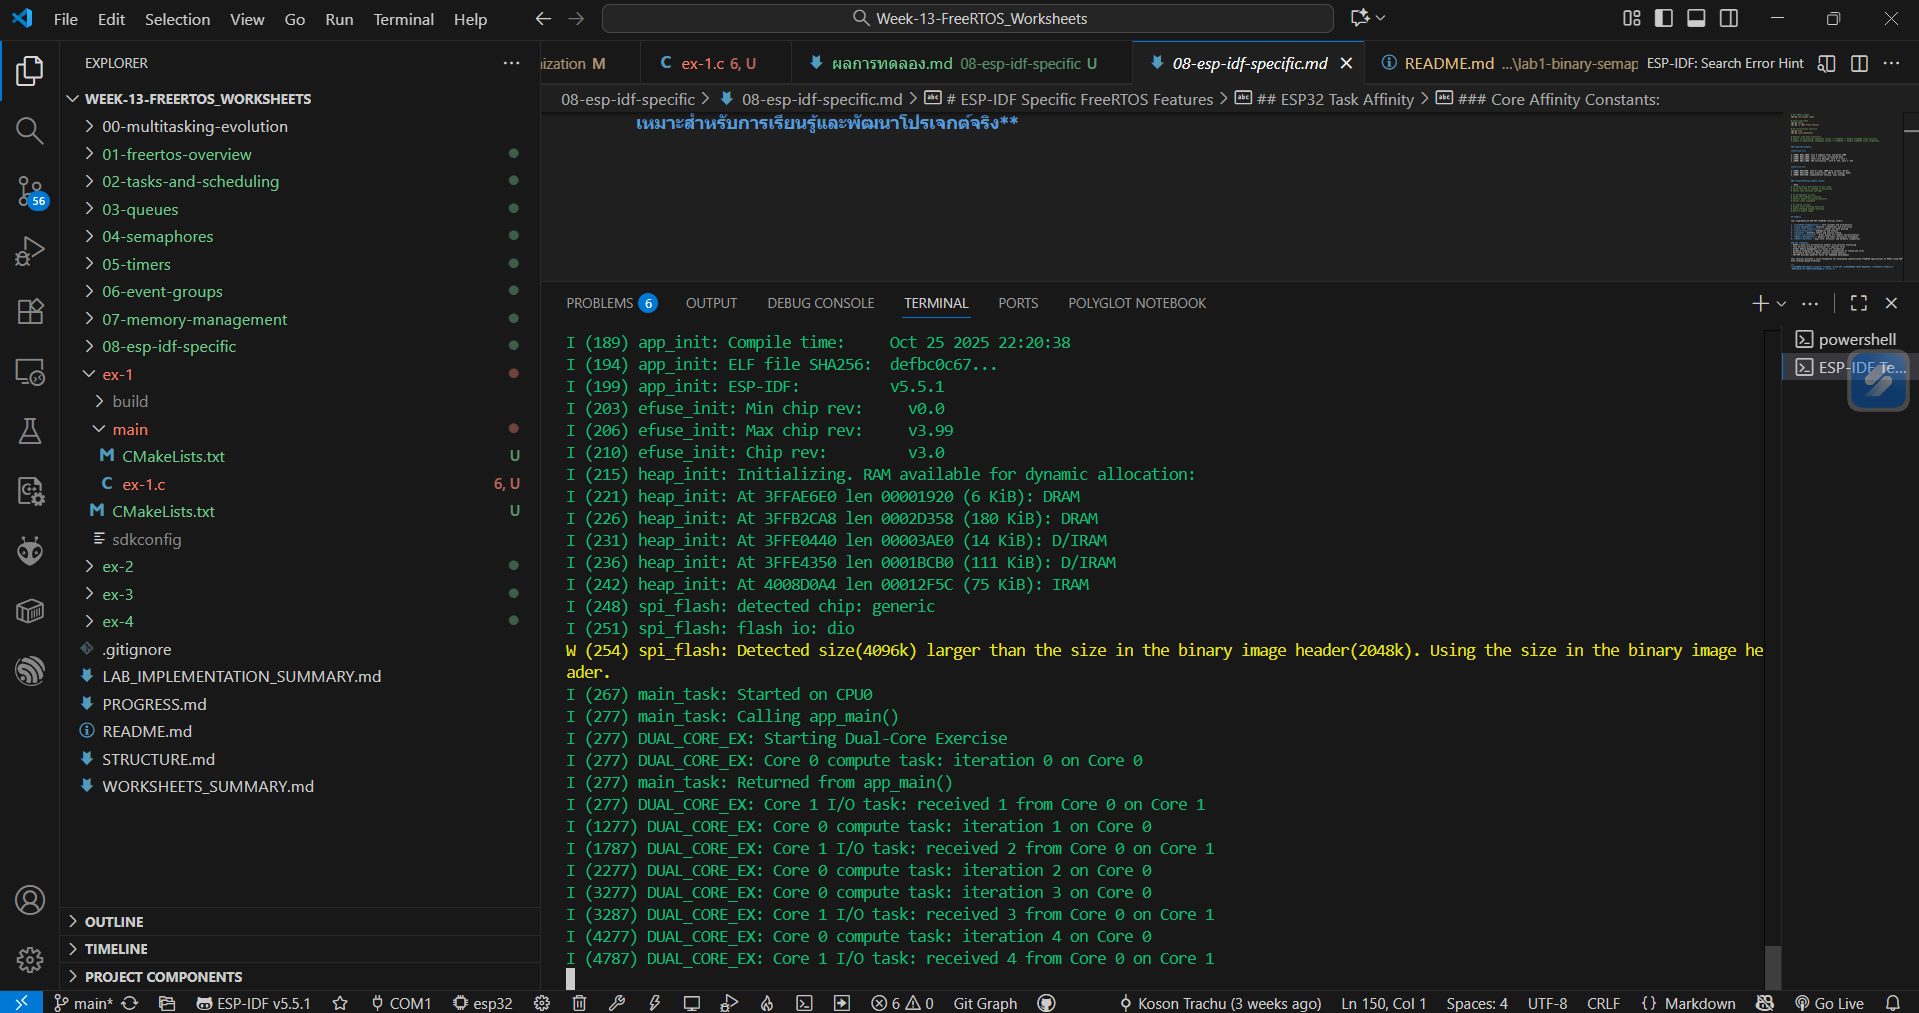 File Edit Selection View Go Run Terminal Help
Week-13-FreeRTOS_Worksheets
EXPLORER
WEEK-13-FREERTOS_WORKSHEETS
00-multitasking-evolution
01-freertos-overview
02-tasks-and-scheduling
03-queues
04-semaphores
05-timers
06-event-groups
07-memory-management
08-esp-idf-specific
ex-1
build
main
CMakeLists.txt U
ex-1.c 6, U
CMakeLists.txt U
sdkconfig
ex-2
ex-3
ex-4
.gitignore
LAB_IMPLEMENTATION_SUMMARY.md
PROGRESS.md
README.md
STRUCTURE.md
WORKSHEETS_SUMMARY.md
OUTLINE
TIMELINE
PROJECT COMPONENTS
56
ization M
ex-1.c 6, U
ผลการทดลอง.md 08-esp-idf-specific U
08-esp-idf-specific.md
README.md ...\lab1-binary-semap
ESP-IDF: Search Error Hint
08-esp-idf-specific > 08-esp-idf-specific.md > # ESP-IDF Specific FreeRTOS Features > ## ESP32 Task Affinity > ### Core Affinity Constants:
เหมาะสำหรับการเรียนรู้และพัฒนาโปรเจกต์จริง**
PROBLEMS 6 OUTPUT DEBUG CONSOLE TERMINAL PORTS POLYGLOT NOTEBOOK
I (189) app_init: Compile time:     Oct 25 2025 22:20:38
I (194) app_init: ELF file SHA256:  defbc0c67...
I (199) app_init: ESP-IDF:          v5.5.1
I (203) efuse_init: Min chip rev:     v0.0
I (206) efuse_init: Max chip rev:     v3.99
I (210) efuse_init: Chip rev:         v3.0
I (215) heap_init: Initializing. RAM available for dynamic allocation:
I (221) heap_init: At 3FFAE6E0 len 00001920 (6 KiB): DRAM
I (226) heap_init: At 3FFB2CA8 len 0002D358 (180 KiB): DRAM
I (231) heap_init: At 3FFE0440 len 00003AE0 (14 KiB): D/IRAM
I (236) heap_init: At 3FFE4350 len 0001BCB0 (111 KiB): D/IRAM
I (242) heap_init: At 4008D0A4 len 00012F5C (75 KiB): IRAM
I (248) spi_flash: detected chip: generic
I (251) spi_flash: flash io: dio
W (254) spi_flash: Detected size(4096k) larger than the size in the binary image header(2048k). Using the size in the binary image he
ader.
I (267) main_task: Started on CPU0
I (277) main_task: Calling app_main()
I (277) DUAL_CORE_EX: Starting Dual-Core Exercise
I (277) DUAL_CORE_EX: Core 0 compute task: iteration 0 on Core 0
I (277) main_task: Returned from app_main()
I (277) DUAL_CORE_EX: Core 1 I/O task: received 1 from Core 0 on Core 1
I (1277) DUAL_CORE_EX: Core 0 compute task: iteration 1 on Core 0
I (1787) DUAL_CORE_EX: Core 1 I/O task: received 2 from Core 0 on Core 1
I (2277) DUAL_CORE_EX: Core 0 compute task: iteration 2 on Core 0
I (3277) DUAL_CORE_EX: Core 0 compute task: iteration 3 on Core 0
I (3287) DUAL_CORE_EX: Core 1 I/O task: received 3 from Core 0 on Core 1
I (4277) DUAL_CORE_EX: Core 0 compute task: iteration 4 on Core 0
I (4787) DUAL_CORE_EX: Core 1 I/O task: received 4 from Core 0 on Core 1
powershell
ESP-IDF Te...
main* ESP-IDF v5.5.1 COM1 esp32 6 0 Git Graph Koson Trachu (3 weeks ago) Ln 150, Col 1 Spaces: 4 UTF-8 CRLF {} Markdown Go Live